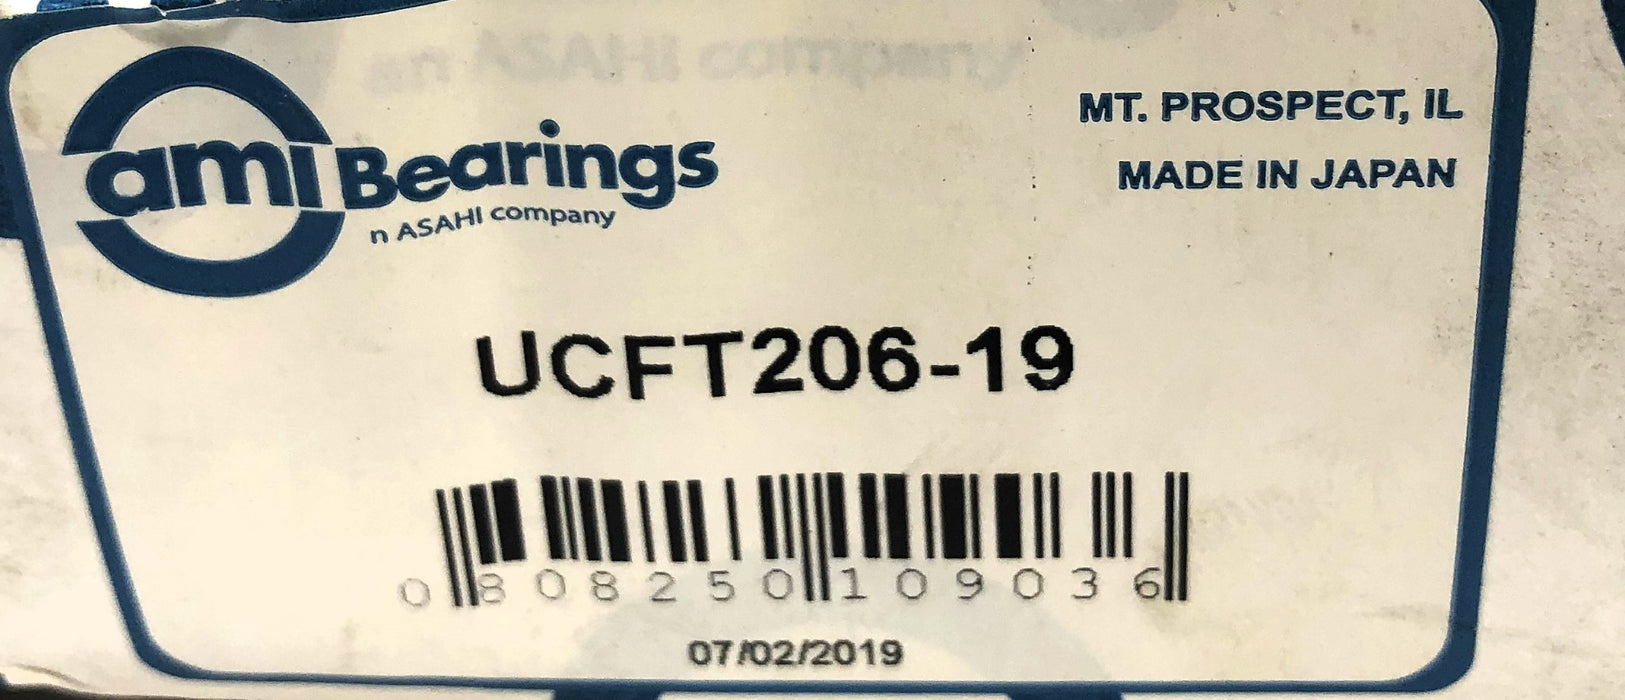 an ASAHI company
MT. PROSPECT, IL
MADE IN JAPAN
ami Bearings
n ASAHI company
UCFT206-19
0 808250 109036
07/02/2019